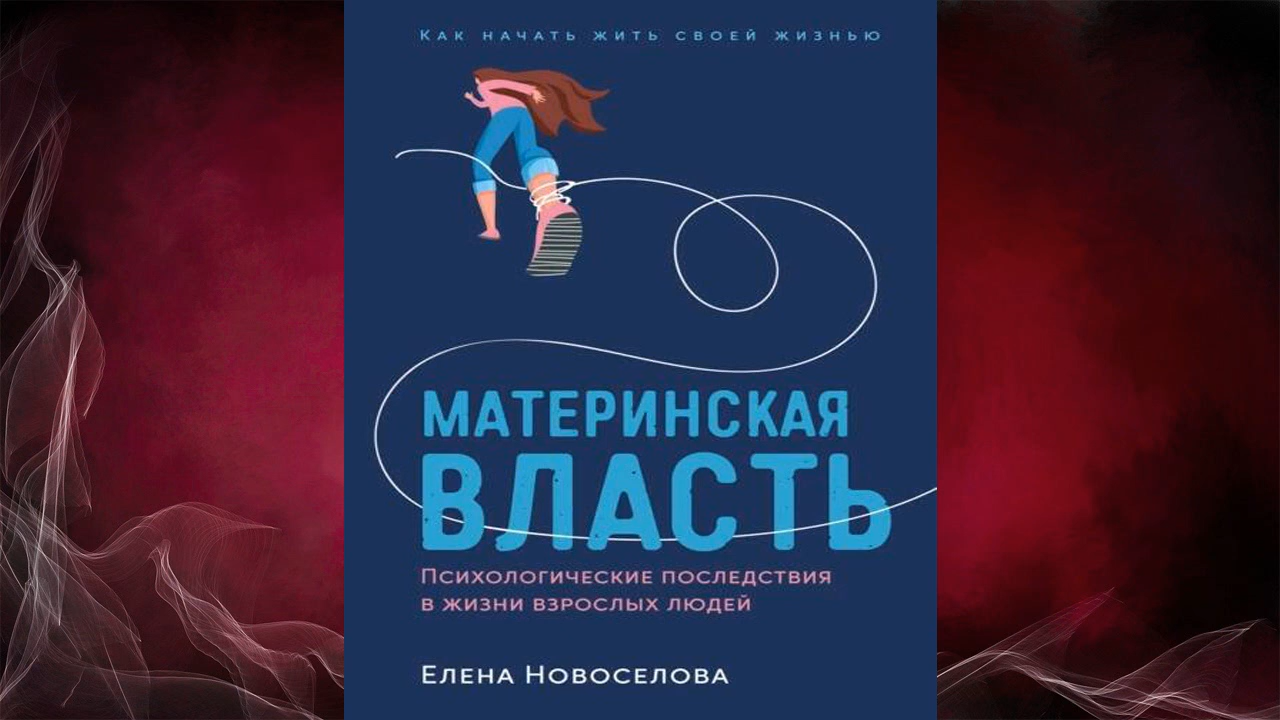 Как начать жить своей жизнью
МАТЕРИНСКАЯ
ВЛАСТЬ
Психологические последствия
в жизни взрослых людей
Елена Новоселова